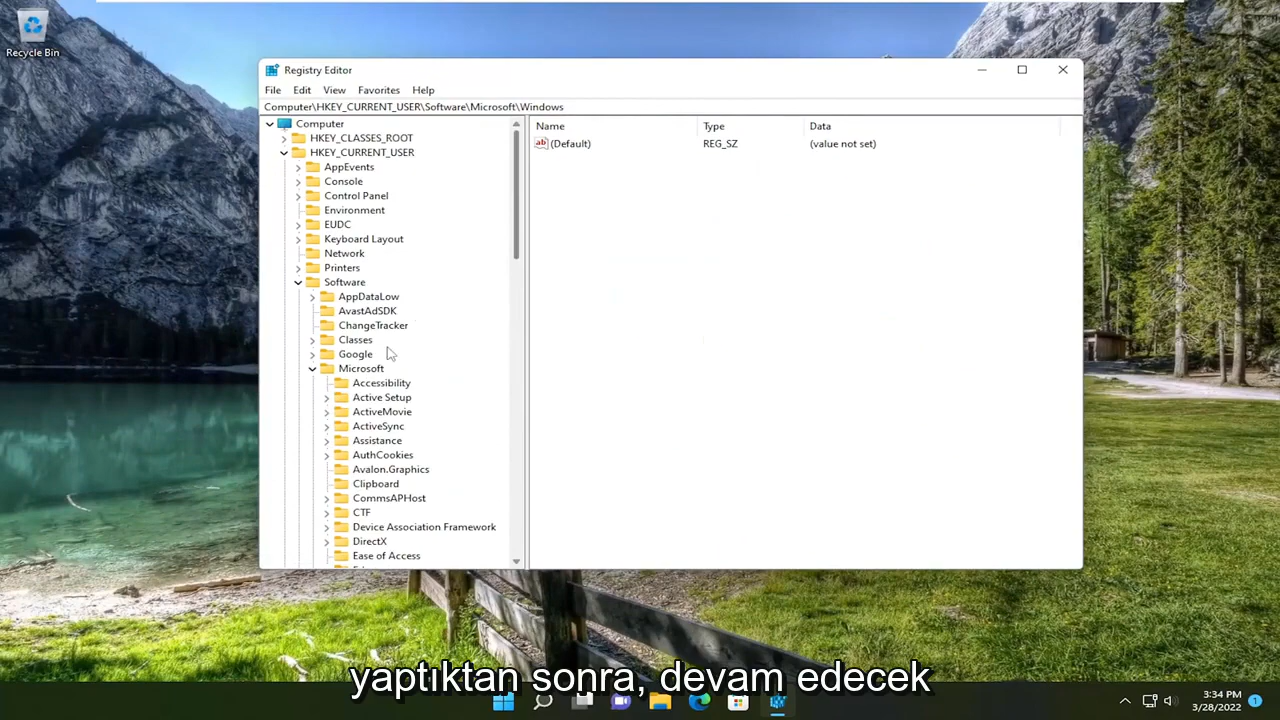 Recycle Bin
Registry Editor
File Edit View Favorites Help
Computer\HKEY_CURRENT_USER\Software\Microsoft\Windows
Computer
HKEY_CLASSES_ROOT
HKEY_CURRENT_USER
AppEvents
Console
Control Panel
Environment
EUDC
Keyboard Layout
Network
Printers
Software
AppDataLow
AvastAdSDK
ChangeTracker
Classes
Google
Microsoft
Accessibility
Active Setup
ActiveMovie
ActiveSync
Assistance
AuthCookies
Avalon.Graphics
Clipboard
CommsAPHost
CTF
Device Association Framework
DirectX
Ease of Access
Name Type Data
ab (Default) REG_SZ (value not set)
yaptıktan sonra, devam edecek
3:34 PM
3/28/2022
1